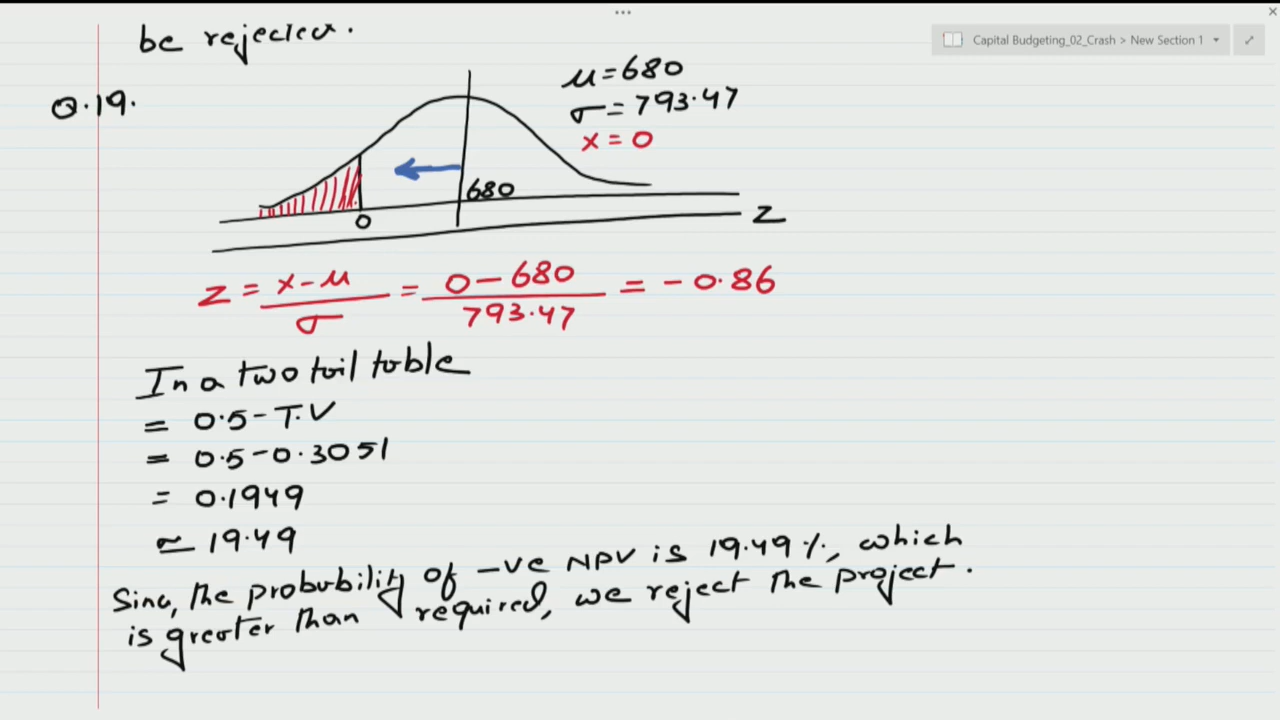 be rejected.
Capital Budgeting_02_Crash > New Section 1
Q.19.
μ=680
σ=793.47
x=0
680
0
Z
Z = x-μ/σ = 0-680/793.47 = -0.86
In a two tail table
= 0.5-T.V
= 0.5-0.3051
= 0.1949
≃ 19.49
Sinc, the probability of -ve NPV is 19.49%, which
is greater than required, we reject the project.